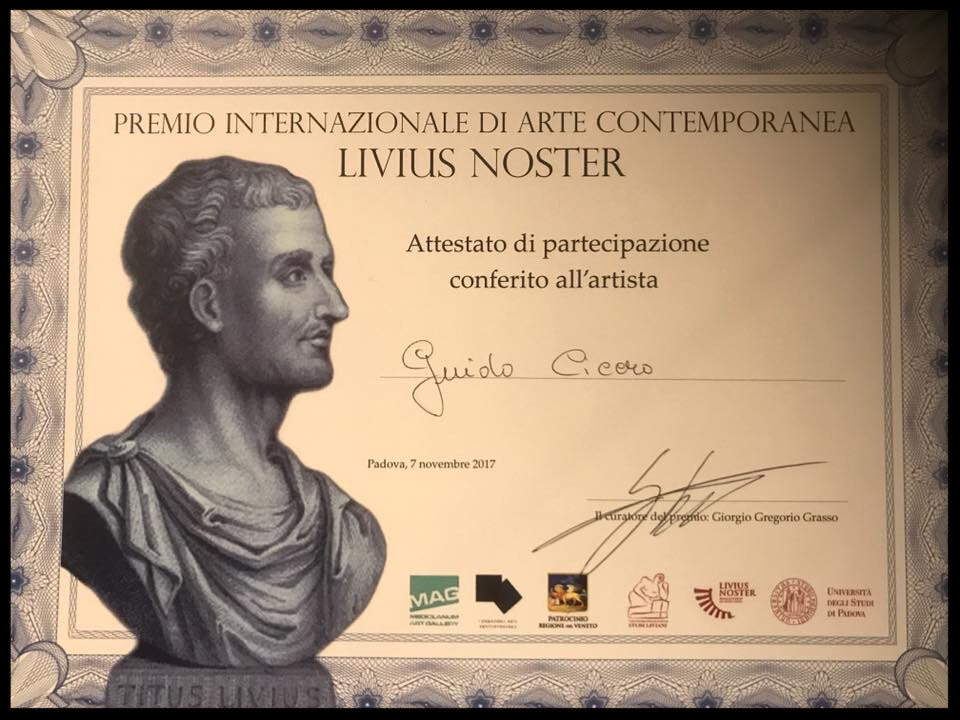 PREMIO INTERNAZIONALE DI ARTE CONTEMPORANEA
LIVIUS NOSTER
Attestato di partecipazione
conferito all'artista
Guido Cicero
Padova, 7 novembre 2017
Il curatore del premio: Giorgio Gregorio Grasso
MAG
MEDIOLANUM
ART GALLERY
PATROCINIO
REGIONE DEL VENETO
STUDI LIVIANI
LIVIUS
NOSTER
UNIVERSITÀ
DEGLI STUDI
DI PADOVA
TITUS LIVIUS